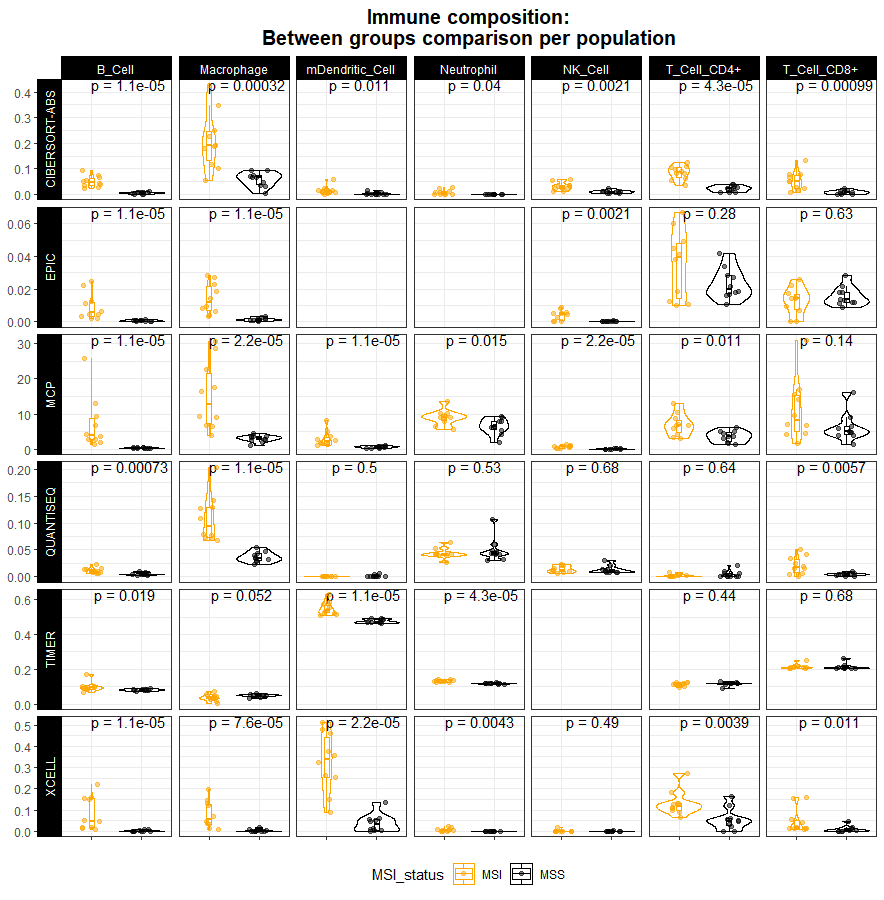 Immune composition:
Between groups comparison per population
B_Cell Macrophage mDendritic_Cell Neutrophil NK_Cell T_Cell_CD4+ T_Cell_CD8+
CIBERSORT-ABS
p = 1.1e-05 p = 0.00032 p = 0.011 p = 0.04 p = 0.0021 p = 4.3e-05 p = 0.00099
0.4
0.3
0.2
0.1
0.0
EPIC
p = 1.1e-05 p = 1.1e-05 p = 0.0021 p = 0.28 p = 0.63
0.06
0.04
0.02
0.00
MCP
p = 1.1e-05 p = 2.2e-05 p = 1.1e-05 p = 0.015 p = 2.2e-05 p = 0.011 p = 0.14
30
20
10
0
QUANTISEQ
p = 0.00073 p = 1.1e-05 p = 0.5 p = 0.53 p = 0.68 p = 0.64 p = 0.0057
0.20
0.15
0.10
0.05
0.00
TIMER
p = 0.019 p = 0.052 p = 1.1e-05 p = 4.3e-05 p = 0.44 p = 0.68
0.6
0.4
0.2
0.0
XCELL
p = 1.1e-05 p = 7.6e-05 p = 2.2e-05 p = 0.0043 p = 0.49 p = 0.0039 p = 0.011
0.5
0.4
0.3
0.2
0.1
0.0
MSI_status MSI MSS